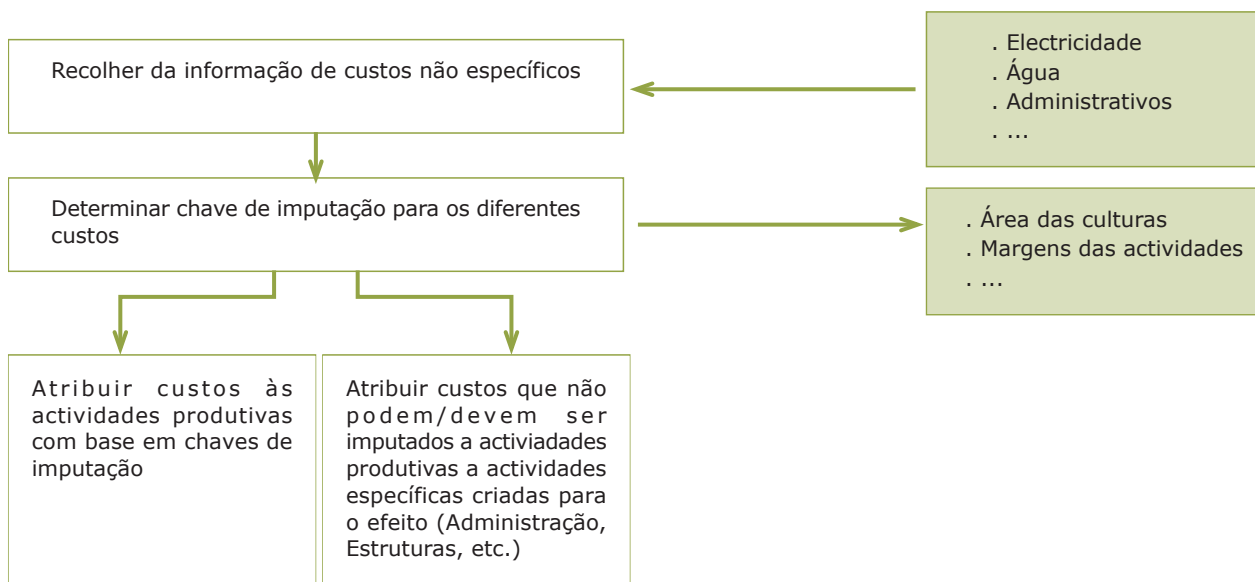 Recolher da informação de custos não específicos
. Electricidade
. Água
. Administrativos
. ...
Determinar chave de imputação para os diferentes
custos
. Área das culturas
. Margens das actividades
. ...
Atribuir custos às
actividades produtivas
com base em chaves de
imputação
Atribuir custos que não
podem/devem ser
imputados a activiadades
produtivas a actividades
específicas criadas para
o efeito (Administração,
Estruturas, etc.)